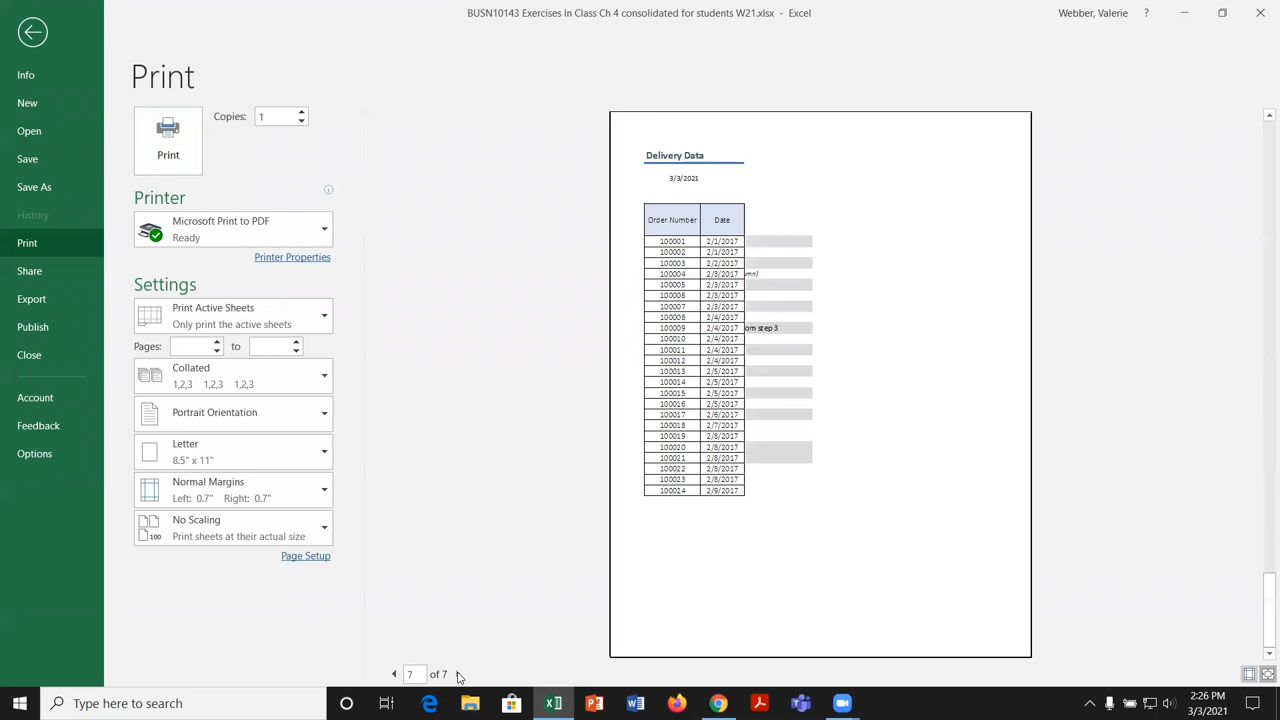 BUSN10143 Exercises In Class Ch 4 consolidated for students W21.xlsx - Excel
Webber, Valerie ?
Info
New
Open
Save
Save As
History
Print
Share
Export
Publish
Close
Account
Feedback
Options
Print
Print
Copies: 1
Printer
Microsoft Print to PDF
Ready
Printer Properties
Settings
Print Active Sheets
Only print the active sheets
Pages: to
Collated
1,2,3 1,2,3 1,2,3
Portrait Orientation
Letter
8.5" x 11"
Normal Margins
Left: 0.7" Right: 0.7"
No Scaling
100 Print sheets at their actual size
Page Setup
Delivery Data
3/3/2021
Order Number Date
100001 2/1/2017
100002 2/1/2017
100003 2/2/2017
100004 2/3/2017 umn)
100005 2/3/2017
100006 2/3/2017
100007 2/3/2017
100008 2/4/2017
100009 2/4/2017 om step 3
100010 2/4/2017
100011 2/4/2017
100012 2/4/2017
100013 2/5/2017
100014 2/5/2017
100015 2/5/2017
100016 2/5/2017
100017 2/6/2017
100018 2/7/2017
100019 2/8/2017
100020 2/8/2017
100021 2/8/2017
100022 2/8/2017
100023 2/8/2017
100024 2/9/2017
7 of 7
Type here to search
2:26 PM
3/3/2021